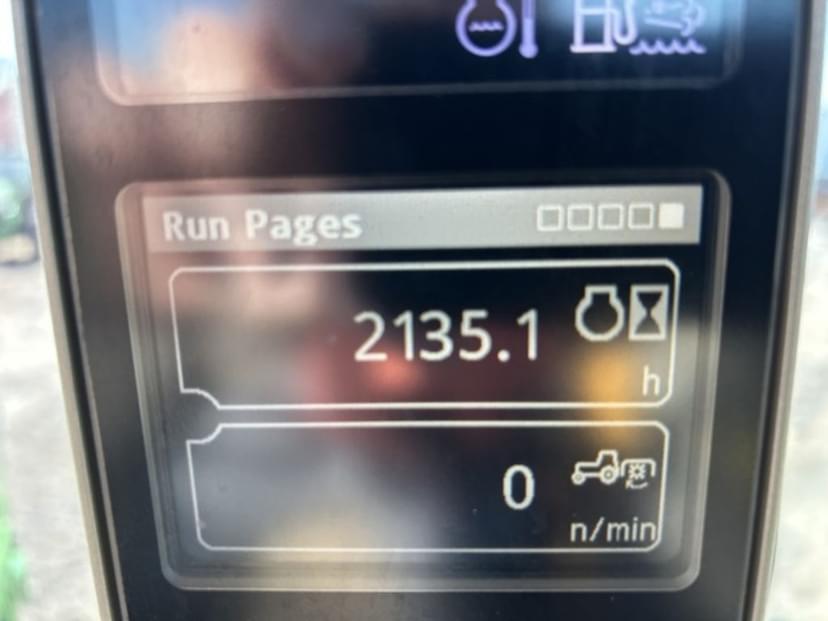 Run Pages
2135.1
h
0
n/min